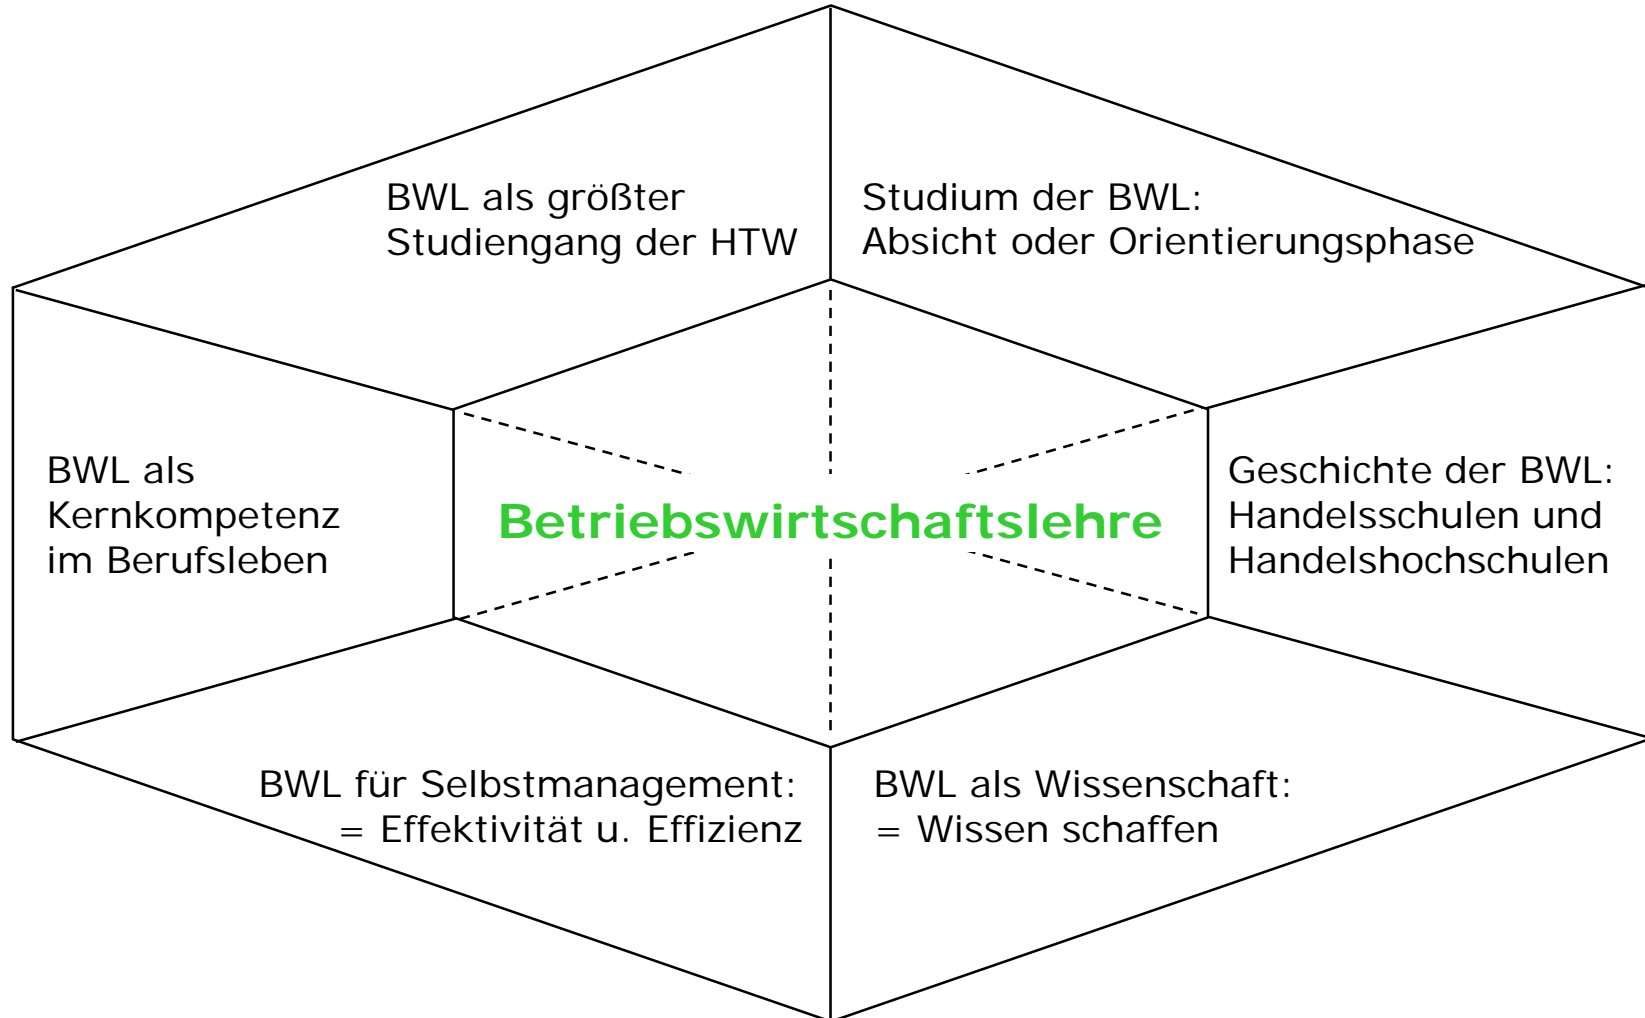 BWL als größter
Studiengang der HTW
Studium der BWL:
Absicht oder Orientierungsphase
BWL als
Kernkompetenz
im Berufsleben
Betriebswirtschaftslehre
Geschichte der BWL:
Handelsschulen und
Handelshochschulen
BWL für Selbstmanagement:
= Effektivität u. Effizienz
BWL als Wissenschaft:
= Wissen schaffen